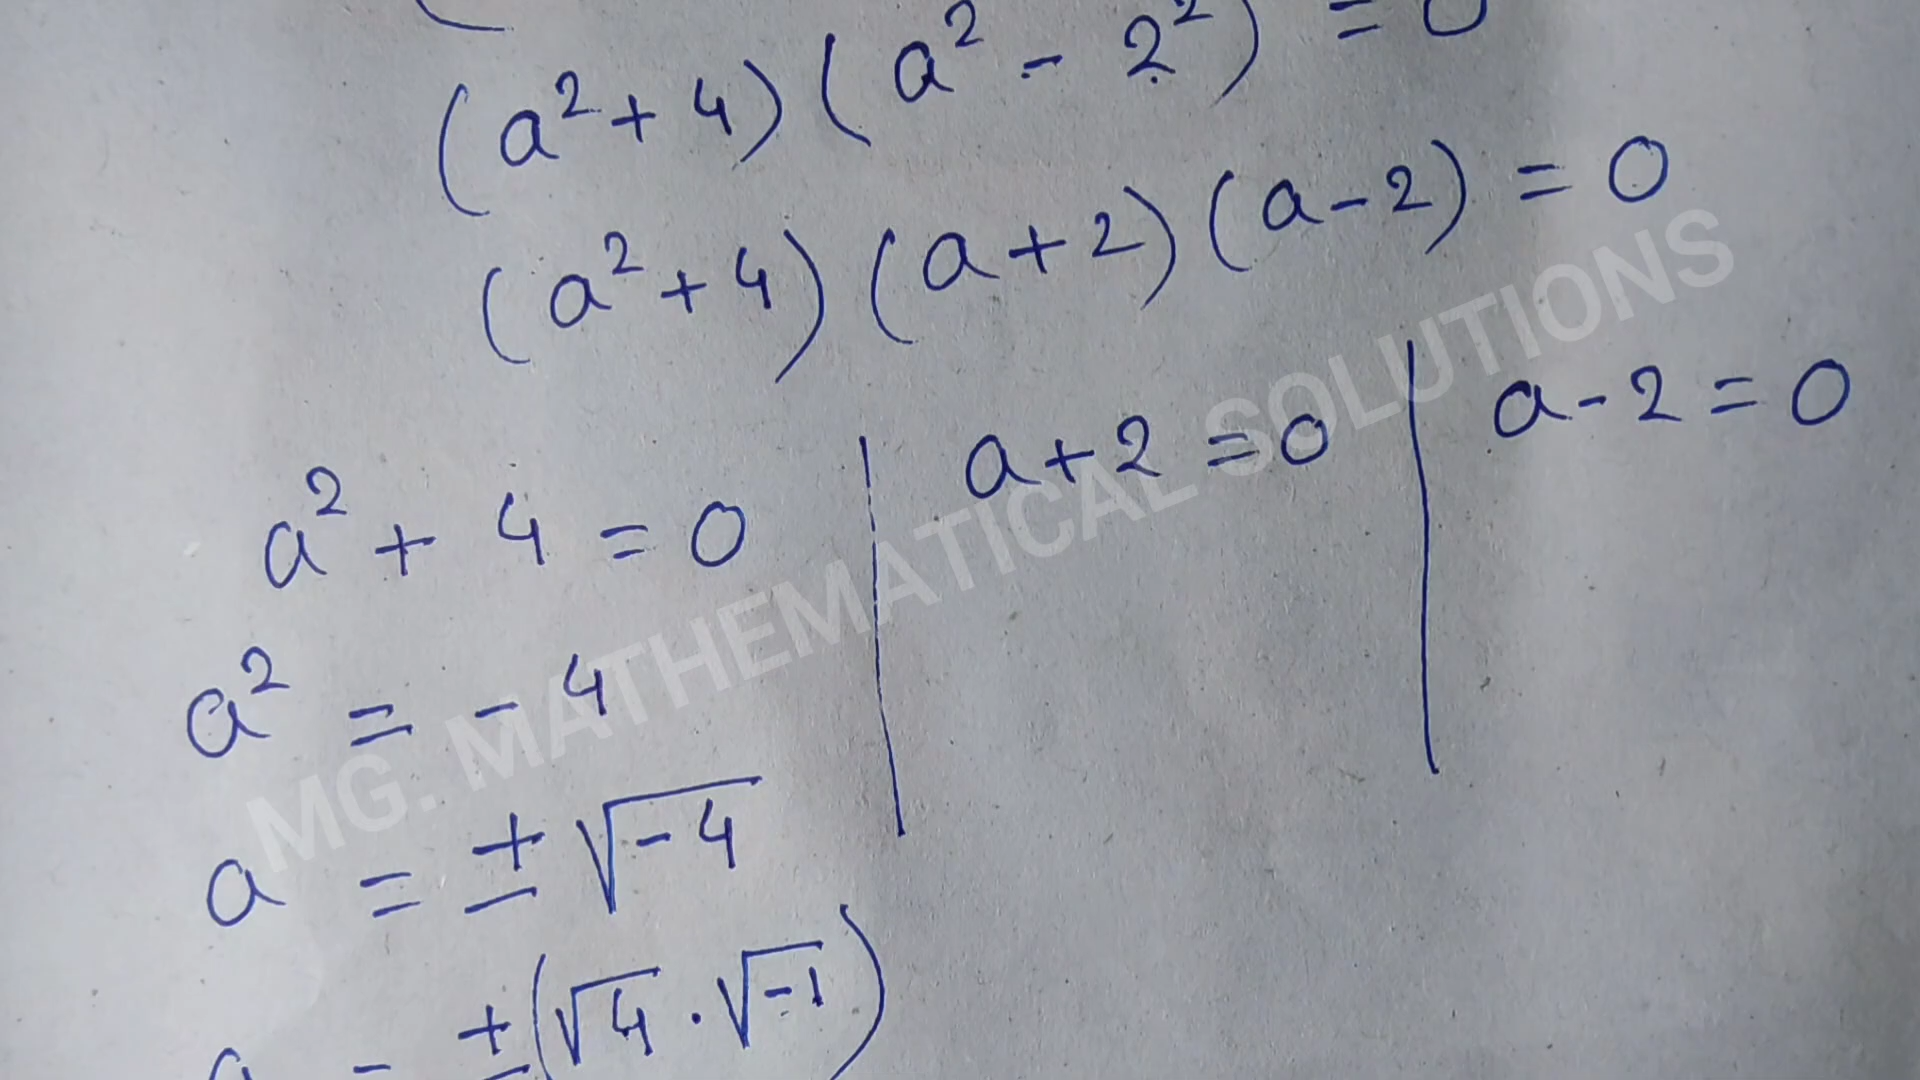 (a² + 4) (a² - 2²) = 0
(a² + 4) (a + 2) (a - 2) = 0
a² + 4 = 0 | a + 2 = 0 | a - 2 = 0
a² = - 4
a = ± √-4
a = ± (√4 . √-1)
MG. MATHEMATICAL SOLUTIONS